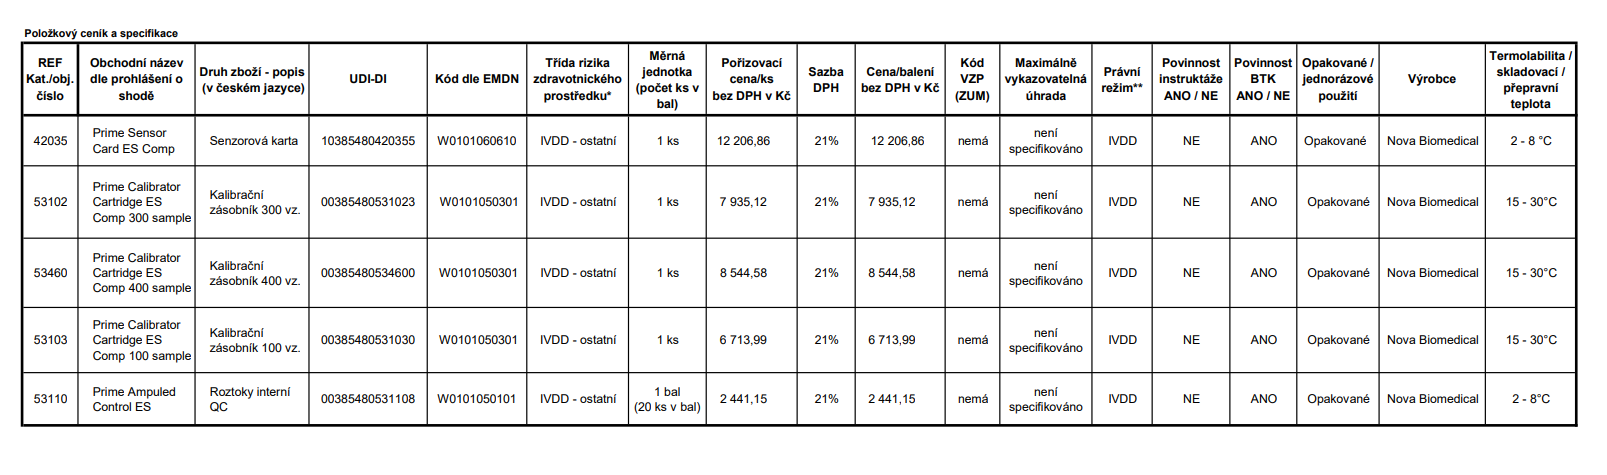 Položkový ceník a specifikace
REF Kat./obj. číslo | Obchodní název dle prohlášení o shodě | Druh zboží - popis (v českém jazyce) | UDI-DI | Kód dle EMDN | Třída rizika zdravotnického prostředku* | Měrná jednotka (počet ks v bal) | Pořizovací cena/ks bez DPH v Kč | Sazba DPH | Cena/balení bez DPH v Kč | Kód VZP (ZUM) | Maximálně vykazovatelná úhrada | Právní režim** | Povinnost instruktáže ANO / NE | Povinnost BTK ANO / NE | Opakované / jednorázové použití | Výrobce | Termolabilita / skladovací / přepravní teplota
42035 | Prime Sensor Card ES Comp | Senzorová karta | 10385480420355 | W0101060610 | IVDD - ostatní | 1 ks | 12 206,86 | 21% | 12 206,86 | nemá | není specifikováno | IVDD | NE | ANO | Opakované | Nova Biomedical | 2 - 8 °C
53102 | Prime Calibrator Cartridge ES Comp 300 sample | Kalibrační zásobník 300 vz. | 00385480531023 | W0101050301 | IVDD - ostatní | 1 ks | 7 935,12 | 21% | 7 935,12 | nemá | není specifikováno | IVDD | NE | ANO | Opakované | Nova Biomedical | 15 - 30°C
53460 | Prime Calibrator Cartridge ES Comp 400 sample | Kalibrační zásobník 400 vz. | 00385480534600 | W0101050301 | IVDD - ostatní | 1 ks | 8 544,58 | 21% | 8 544,58 | nemá | není specifikováno | IVDD | NE | ANO | Opakované | Nova Biomedical | 15 - 30°C
53103 | Prime Calibrator Cartridge ES Comp 100 sample | Kalibrační zásobník 100 vz. | 00385480531030 | W0101050301 | IVDD - ostatní | 1 ks | 6 713,99 | 21% | 6 713,99 | nemá | není specifikováno | IVDD | NE | ANO | Opakované | Nova Biomedical | 15 - 30°C
53110 | Prime Ampuled Control ES | Roztoky interní QC | 00385480531108 | W0101050101 | IVDD - ostatní | 1 bal (20 ks v bal) | 2 441,15 | 21% | 2 441,15 | nemá | není specifikováno | IVDD | NE | ANO | Opakované | Nova Biomedical | 2 - 8°C